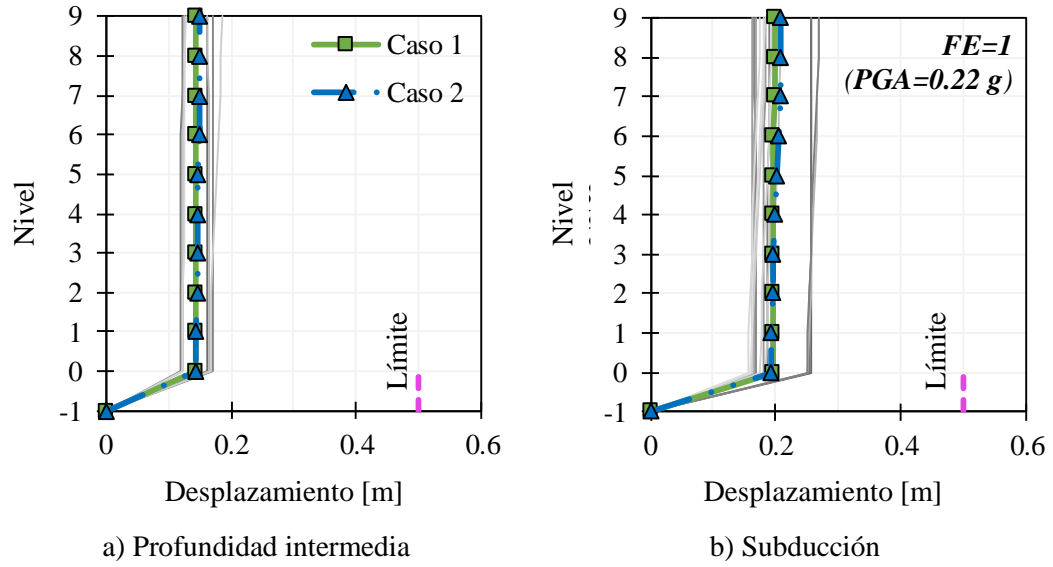 9
8
7
6
5
4
3
2
1
0
-1
Nivel
Caso 1
Caso 2
Límite
0
0.2
0.4
0.6
Desplazamiento [m]
a) Profundidad intermedia
9
8
7
6
5
4
3
2
1
0
-1
Nivel
FE=1
(PGA=0.22 g)
Límite
0
0.2
0.4
0.6
Desplazamiento [m]
b) Subducción